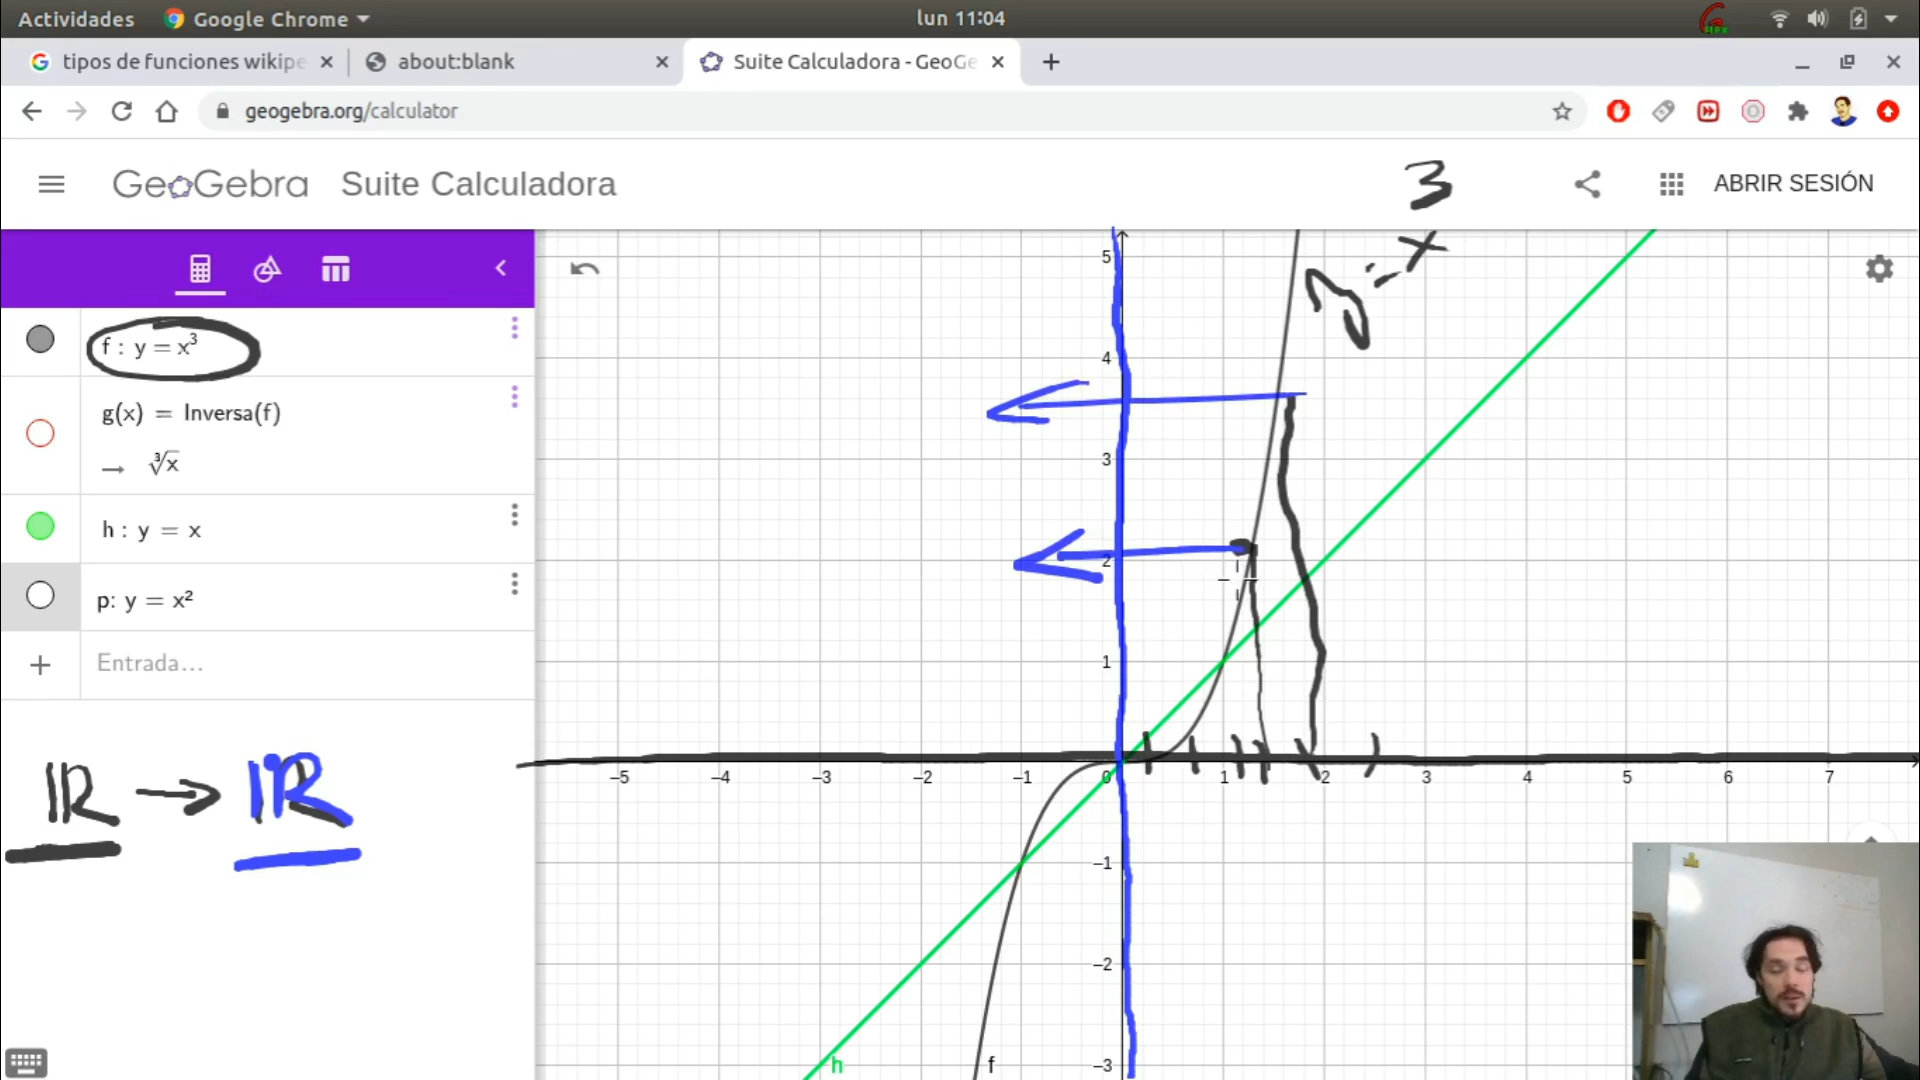 Actividades Google Chrome lun 11:04
tipos de funciones wikipe about:blank Suite Calculadora - GeoGe
geogebra.org/calculator
GeoGebra Suite Calculadora ABRIR SESIÓN
3
y = x
f : y = x³
g(x) = Inversa(f)
→ ∛x
h : y = x
p: y = x²
Entrada…
ℝ → ℝ
5
4
3
2
1
−5 −4 −3 −2 −1 0 1 2 3 4 5 6 7
−1
−2
−3
h f